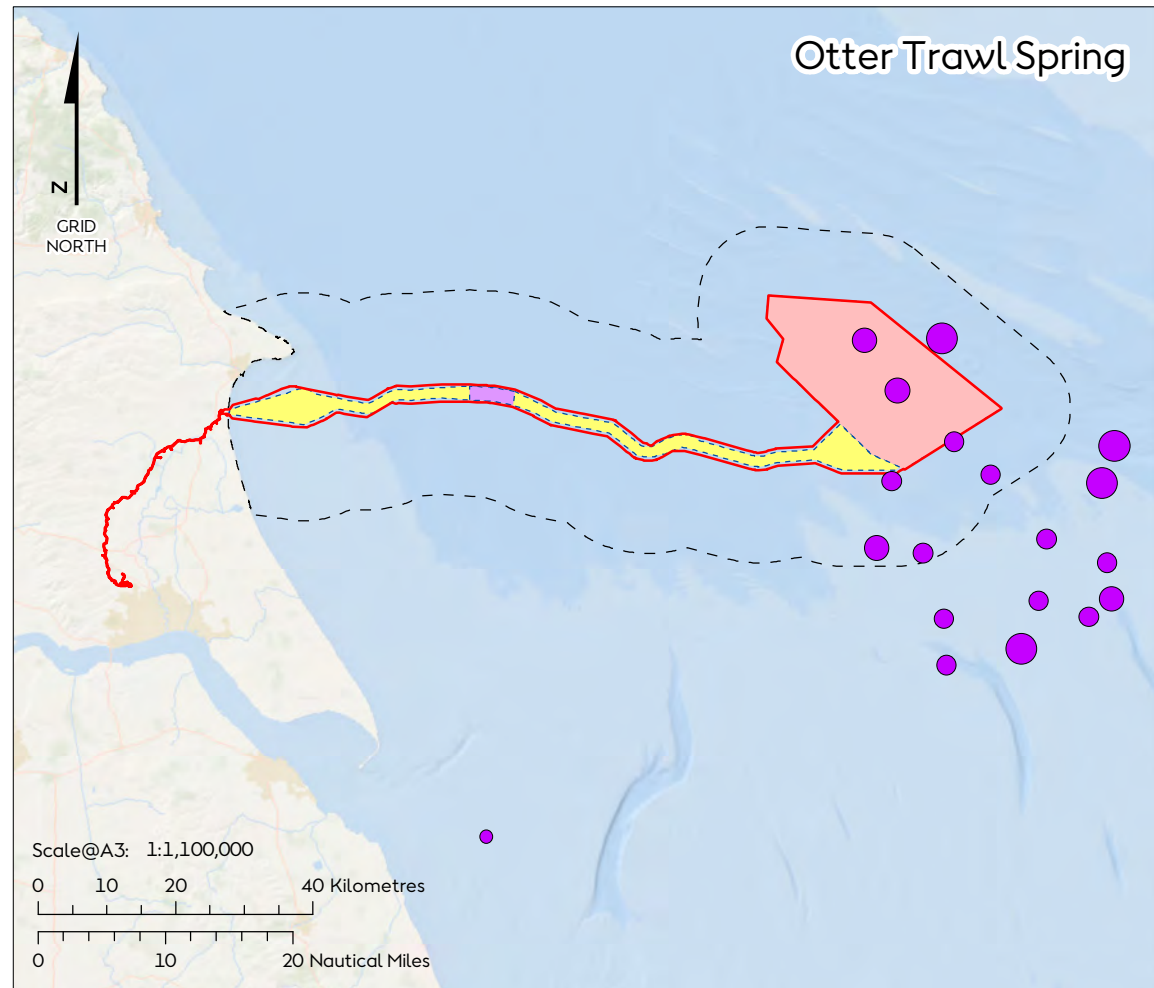 Otter Trawl Spring
N
GRID
NORTH
Scale@A3: 1:1,100,000
0 10 20 40 Kilometres
0 10 20 Nautical Miles